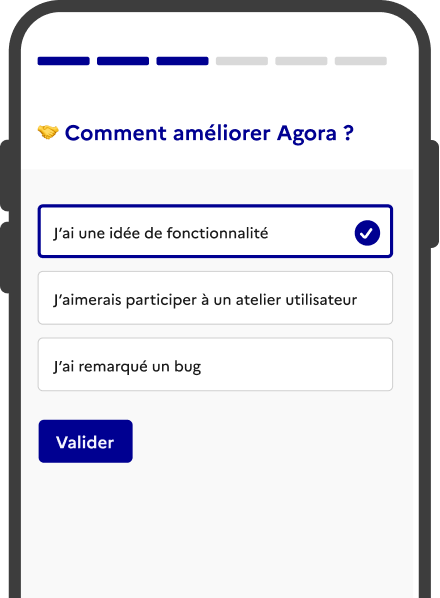 🤝 Comment améliorer Agora ?
J’ai une idée de fonctionnalité
J’aimerais participer à un atelier utilisateur
J’ai remarqué un bug
Valider